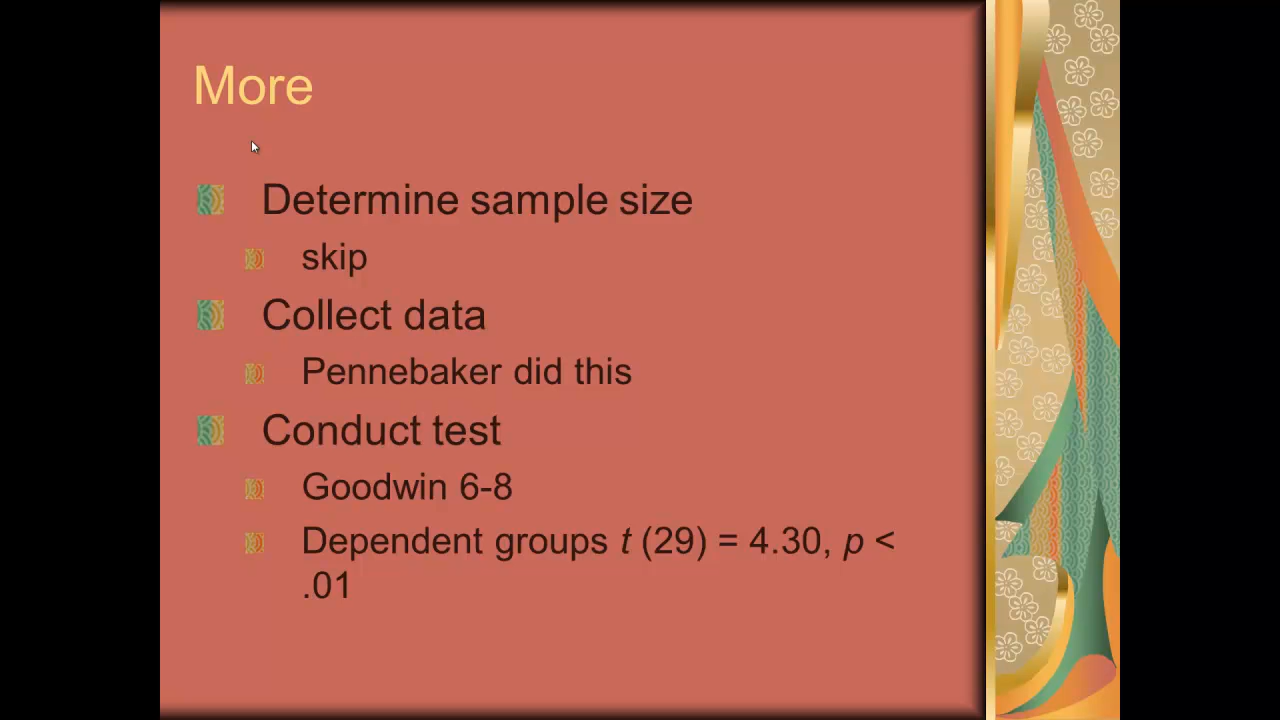 More
Determine sample size
skip
Collect data
Pennebaker did this
Conduct test
Goodwin 6-8
Dependent groups t (29) = 4.30, p <
.01